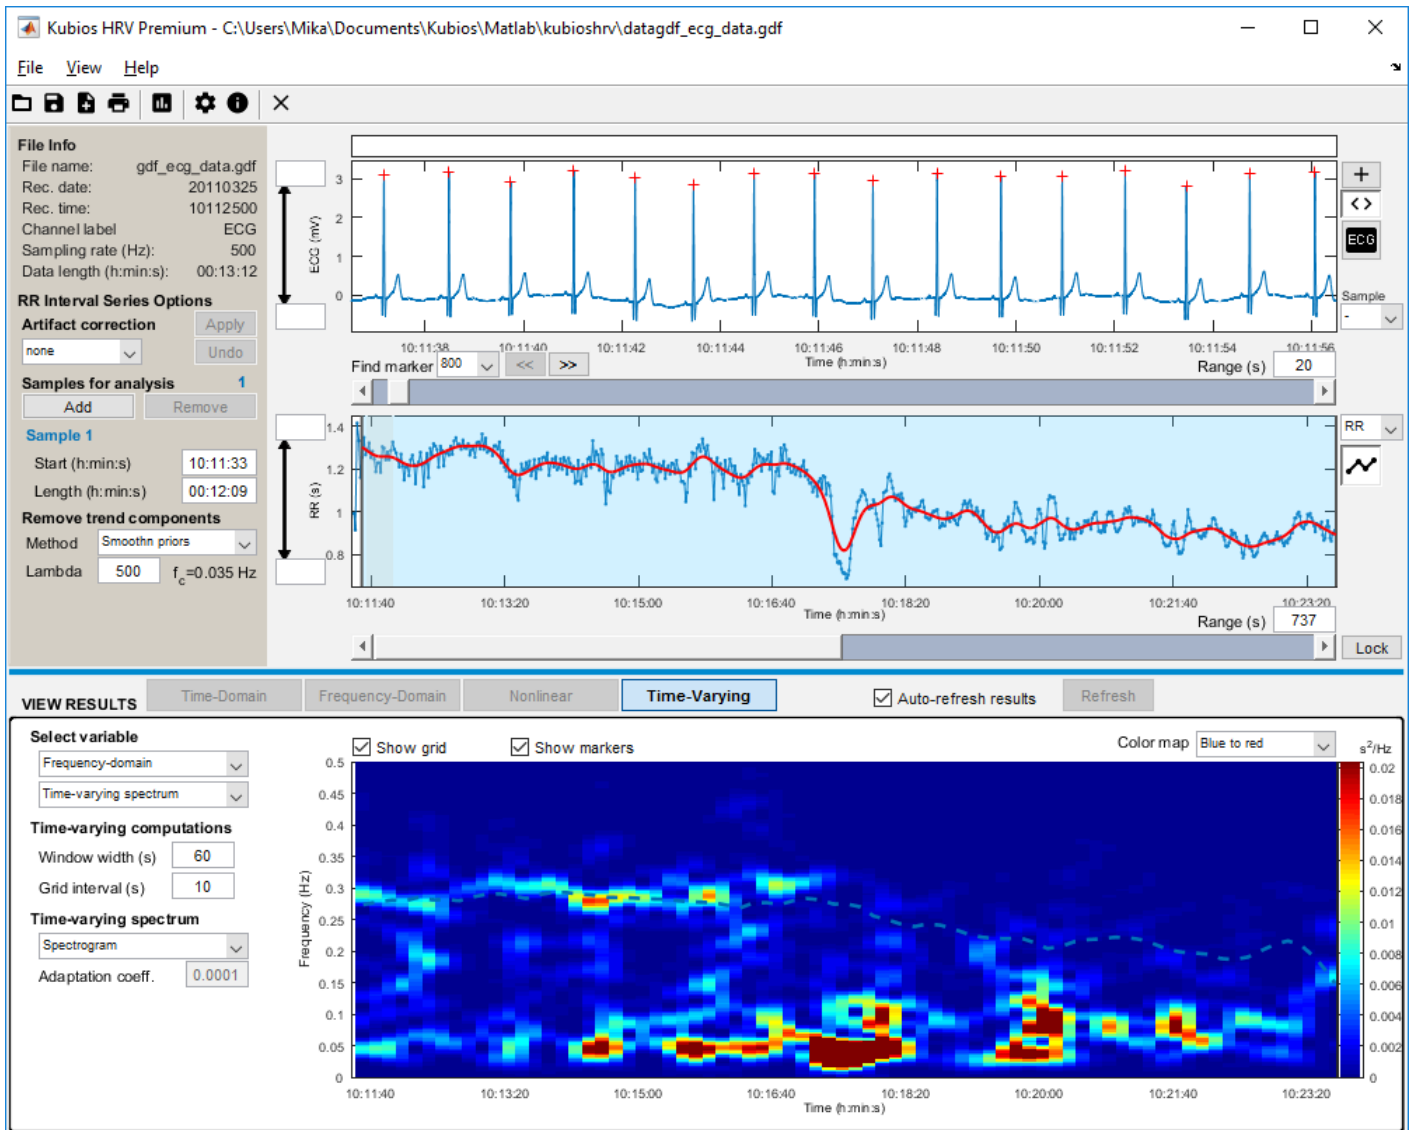 Kubios HRV Premium - C:\Users\Mika\Documents\Kubios\Matlab\kubioshrv\datagdf_ecg_data.gdf
File View Help
File Info
File name: gdf_ecg_data.gdf
Rec. date: 20110325
Rec. time: 10112500
Channel label ECG
Sampling rate (Hz): 500
Data length (h:min:s): 00:13:12
RR Interval Series Options
Artifact correction Apply
none Undo
Samples for analysis 1
Add Remove
Sample 1
Start (h:min:s) 10:11:33
Length (h:min:s) 00:12:09
Remove trend components
Method Smoothn priors
Lambda 500 fc=0.035 Hz
3
2
1
0
ECG (mV)
10:11:38 10:11:40 10:11:42 10:11:44 10:11:46 10:11:48 10:11:50 10:11:52 10:11:54 10:11:56
Time (h:min:s)
ECG
Sample
-
Find marker 800 << >>
Range (s) 20
1.4
1.2
1
0.8
RR (s)
RR
10:11:40 10:13:20 10:15:00 10:16:40 10:18:20 10:20:00 10:21:40 10:23:20
Time (h:min:s)
Range (s) 737
Lock
VIEW RESULTS Time-Domain Frequency-Domain Nonlinear Time-Varying Auto-refresh results Refresh
Select variable
Frequency-domain
Time-varying spectrum
Time-varying computations
Window width (s) 60
Grid interval (s) 10
Time-varying spectrum
Spectrogram
Adaptation coeff. 0.0001
Show grid Show markers Color map Blue to red
s²/Hz
0.5
0.45
0.4
0.35
0.3
0.25
0.2
0.15
0.1
0.05
0
Frequency (Hz)
10:11:40 10:13:20 10:15:00 10:16:40 10:18:20 10:20:00 10:21:40 10:23:20
Time (h:min:s)
0.02
0.018
0.016
0.014
0.012
0.01
0.008
0.006
0.004
0.002
0